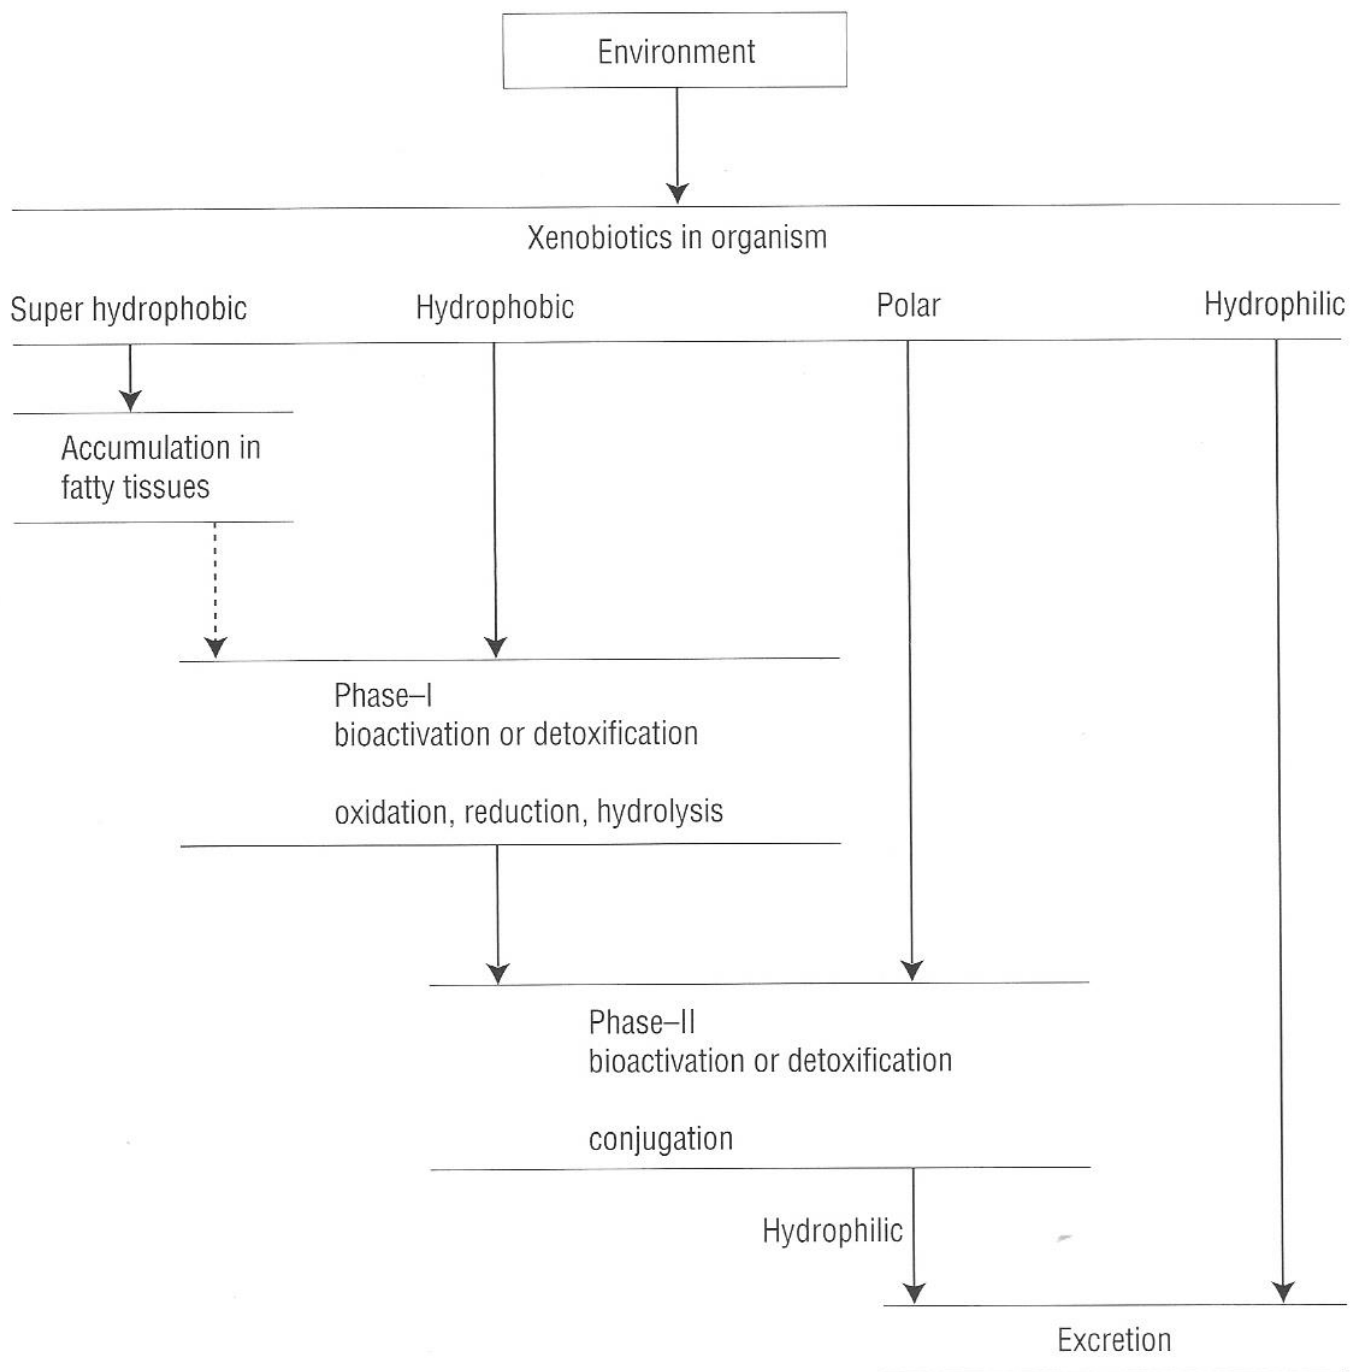 Environment
Xenobiotics in organism
Super hydrophobic
Hydrophobic
Polar
Hydrophilic
Accumulation in
fatty tissues
Phase–I
bioactivation or detoxification
oxidation, reduction, hydrolysis
Phase–II
bioactivation or detoxification
conjugation
Hydrophilic
Excretion